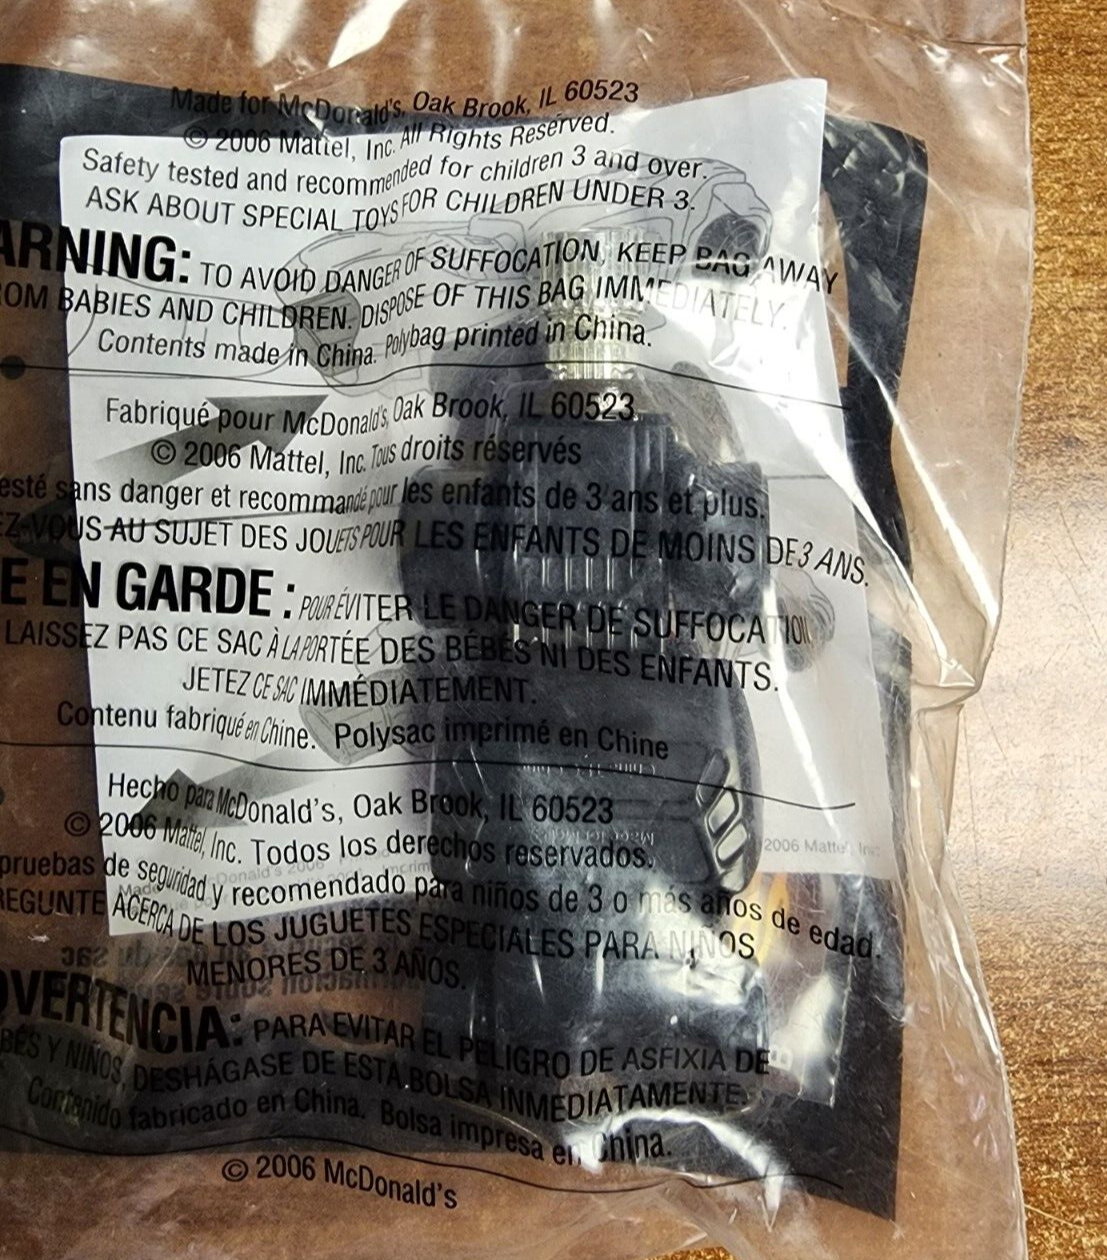 Made for McDonald's, Oak Brook, IL 60523
© 2006 Mattel, Inc. All Rights Reserved.
Safety tested and recommended for children 3 and over.
ASK ABOUT SPECIAL TOYS FOR CHILDREN UNDER 3.
ARNING: TO AVOID DANGER OF SUFFOCATION, KEEP BAG AWAY
OM BABIES AND CHILDREN. DISPOSE OF THIS BAG IMMEDIATELY.
Contents made in China. Polybag printed in China.
Fabriqué pour McDonald's, Oak Brook, IL 60523
© 2006 Mattel, Inc. Tous droits réservés
esté sans danger et recommandé pour les enfants de 3 ans et plus.
EZ-VOUS AU SUJET DES JOUETS POUR LES ENFANTS DE MOINS DE 3 ANS.
E EN GARDE : POUR ÉVITER LE DANGER DE SUFFOCATION
LAISSEZ PAS CE SAC À LA PORTÉE DES BÉBÉS NI DES ENFANTS.
JETEZ CE SAC IMMÉDIATEMENT.
Contenu fabriqué en Chine. Polysac imprimé en Chine
Hecho para McDonald's, Oak Brook, IL 60523
© 2006 Mattel, Inc. Todos los derechos reservados.
2006 Mattel, Inc.
pruebas de seguridad y recomendado para niños de 3 o más años de edad.
REGUNTE ACERCA DE LOS JUGUETES ESPECIALES PARA NIÑOS
MENORES DE 3 AÑOS.
OVERTENCIA: PARA EVITAR EL PELIGRO DE ASFIXIA DE
BÉS Y NIÑOS, DESHÁGASE DE ESTA BOLSA INMEDIATAMENTE.
Contenido fabricado en China. Bolsa impresa en China.
© 2006 McDonald's